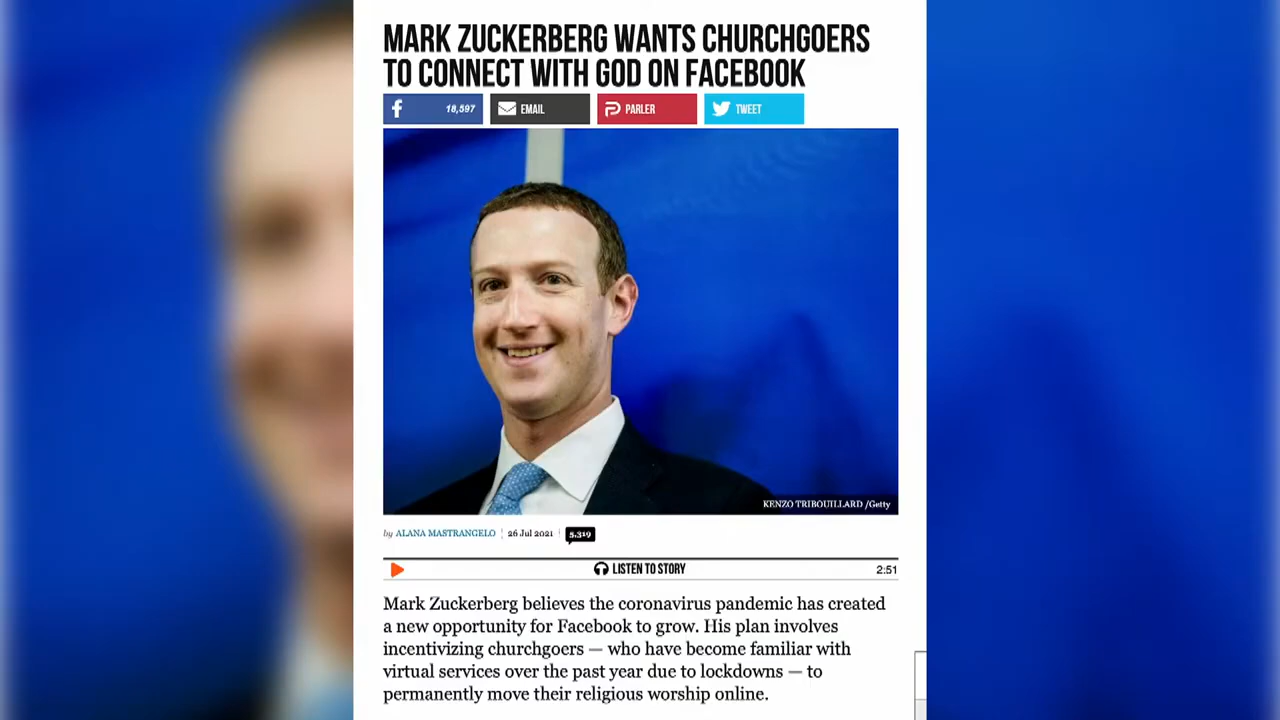 MARK ZUCKERBERG WANTS CHURCHGOERS
TO CONNECT WITH GOD ON FACEBOOK
18,597 EMAIL PARLER TWEET
KENZO TRIBOUILLARD /Getty
by ALANA MASTRANGELO 26 Jul 2021 5,319
LISTEN TO STORY 2:51
Mark Zuckerberg believes the coronavirus pandemic has created
a new opportunity for Facebook to grow. His plan involves
incentivizing churchgoers — who have become familiar with
virtual services over the past year due to lockdowns — to
permanently move their religious worship online.